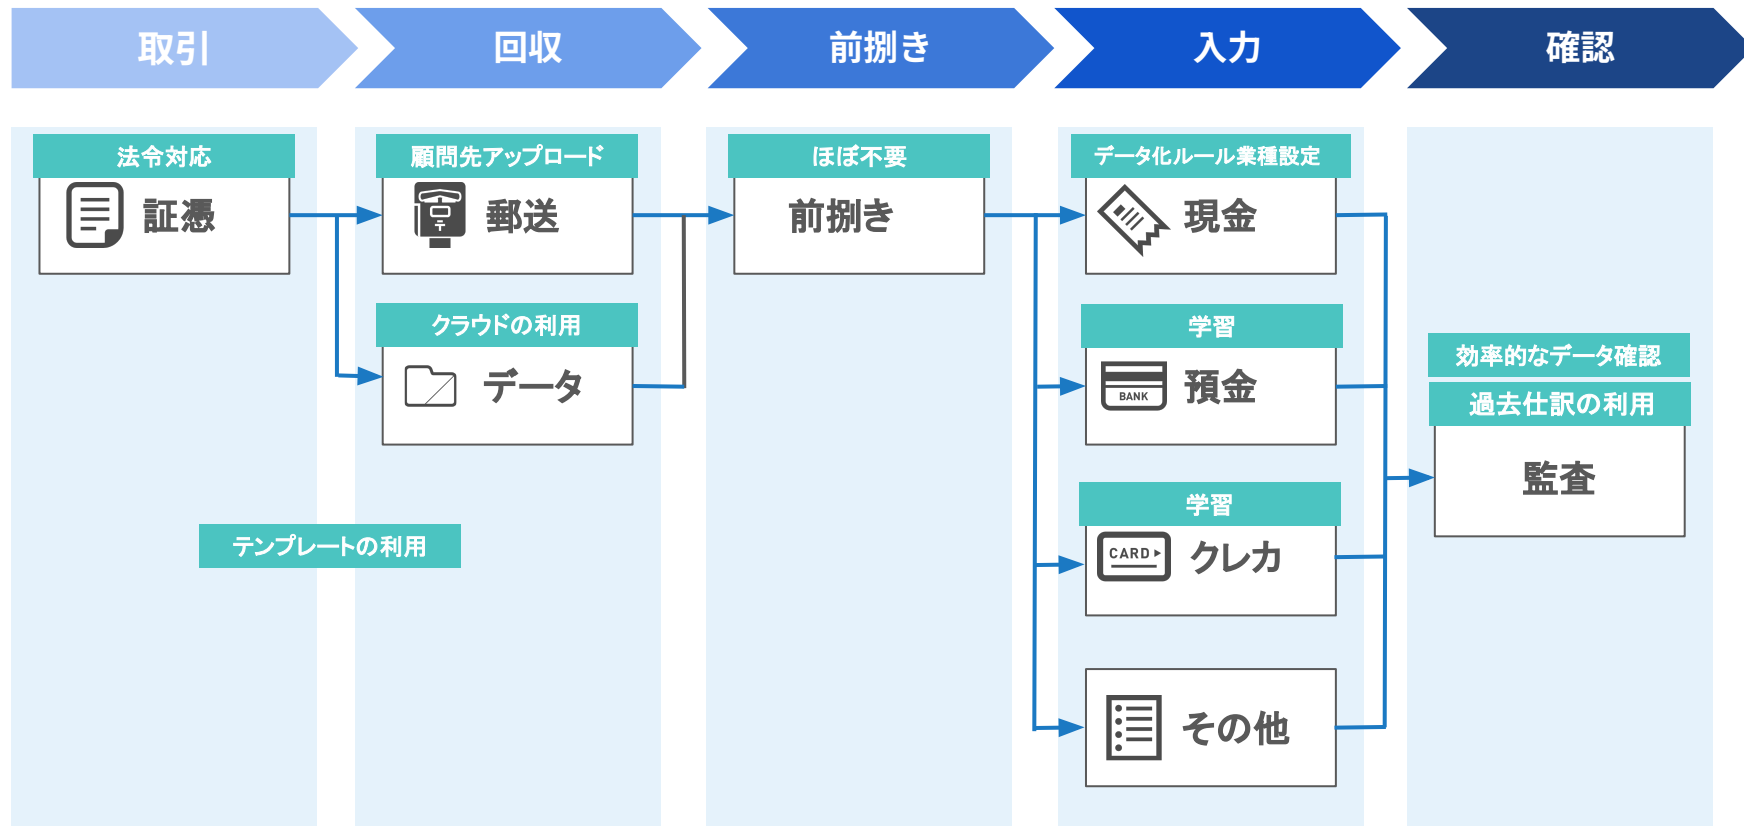 取引
回収
前捌き
入力
確認
法令対応
証憑
顧問先アップロード
郵送
クラウドの利用
データ
テンプレートの利用
ほぼ不要
前捌き
データ化ルール業種設定
現金
学習
BANK
預金
学習
CARD
クレカ
その他
効率的なデータ確認
過去仕訳の利用
監査